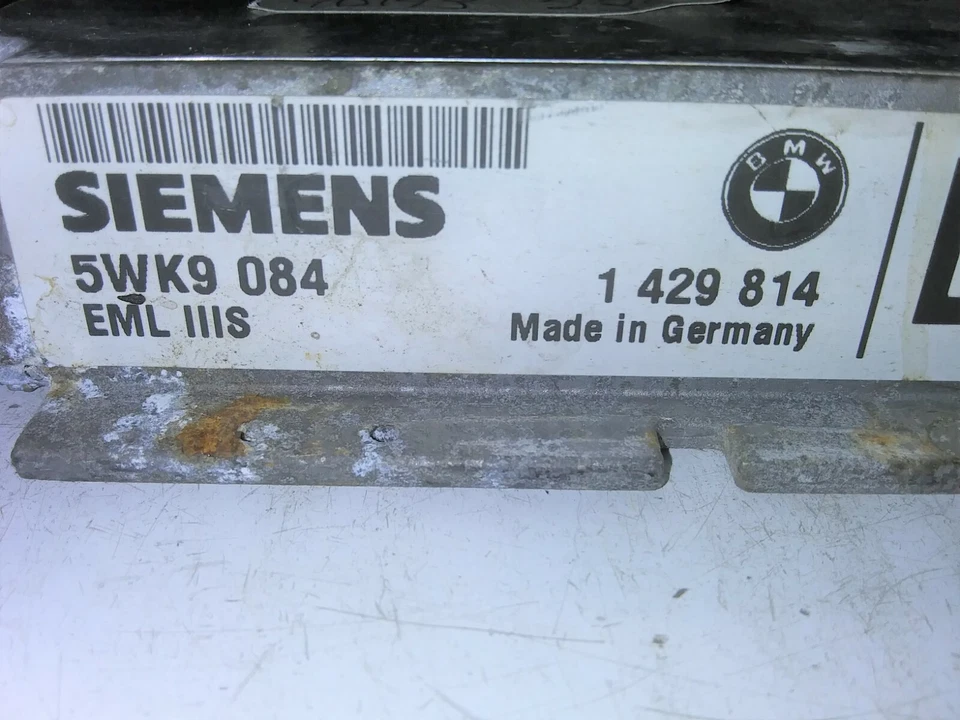 SIEMENS
BMW
5WK9 084
1 429 814
EML IIIS
Made in Germany